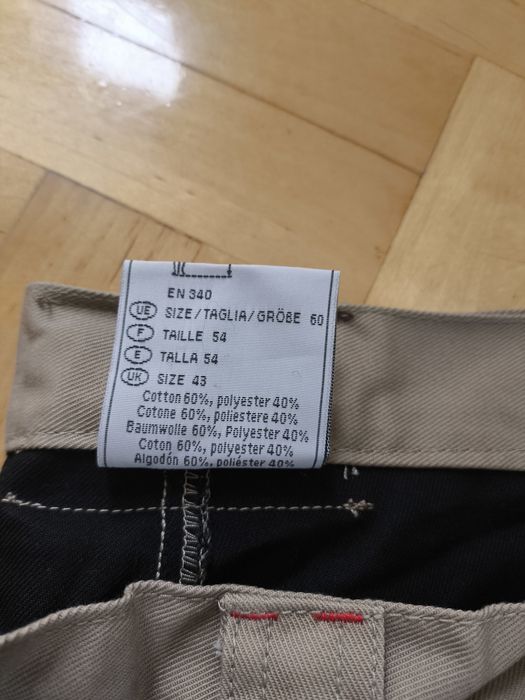 EN 340
UE SIZE/TAGLIA/GRÖßE 60
F TAILLE 54
E TALLA 54
UK SIZE 43
Cotton 60%, polyester 40%
Cotone 60%, poliestere 40%
Baumwolle 60%, Polyester 40%
Coton 60%, polyester 40%
Algodón 60%, poliéster 40%